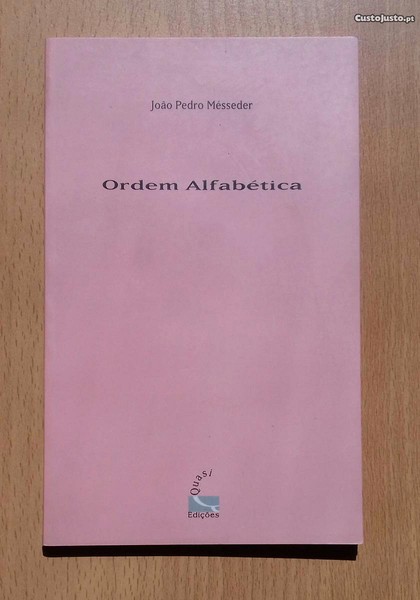 CustoJusto.pt
João Pedro Mésseder
Ordem Alfabética
Quasi
Edições